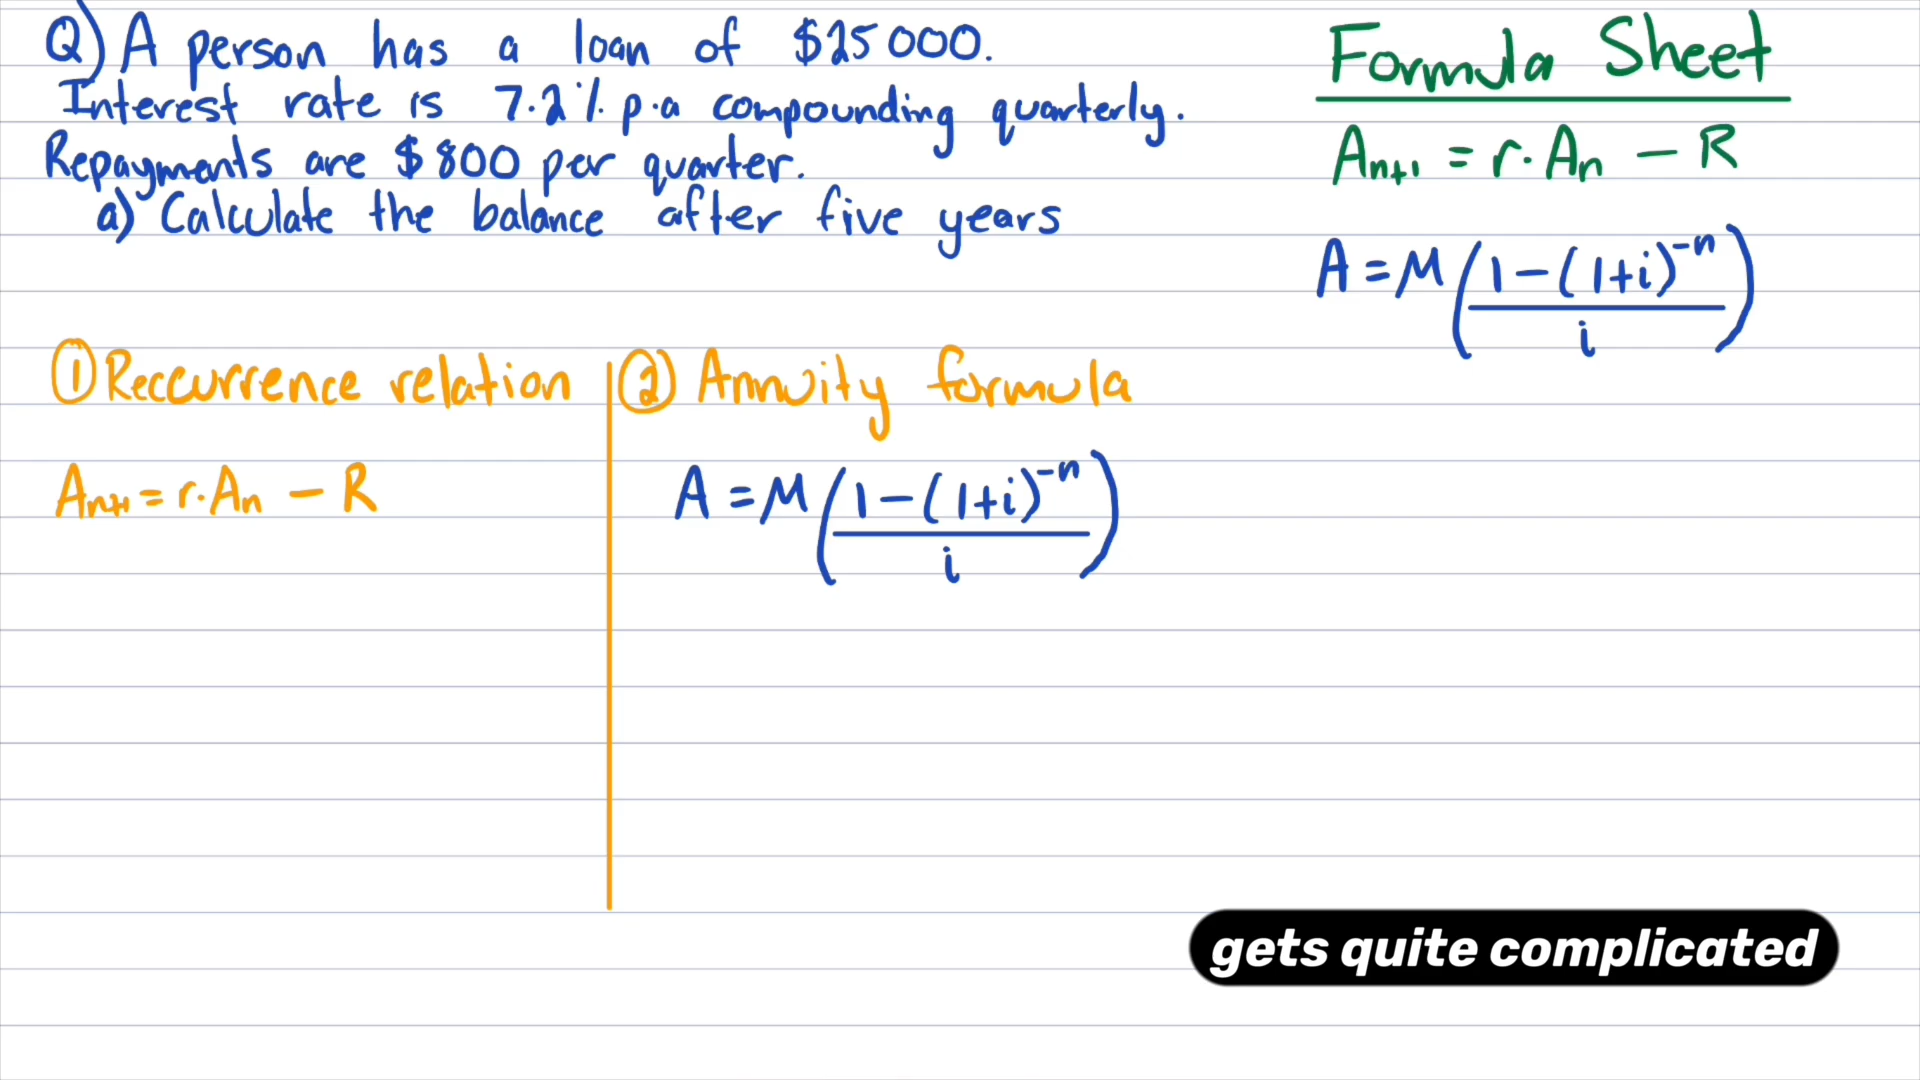 Q) A person has a loan of $25 000.
Interest rate is 7.2% p.a compounding quarterly.
Repayments are $800 per quarter.
a) Calculate the balance after five years
Formula Sheet
Aₙ₊₁ = r·Aₙ − R
A = M((1−(1+i)⁻ⁿ)/i)
① Reccurrence relation
Aₙ₊₁ = r·Aₙ − R
② Annuity formula
A = M((1−(1+i)⁻ⁿ)/i)
gets quite complicated